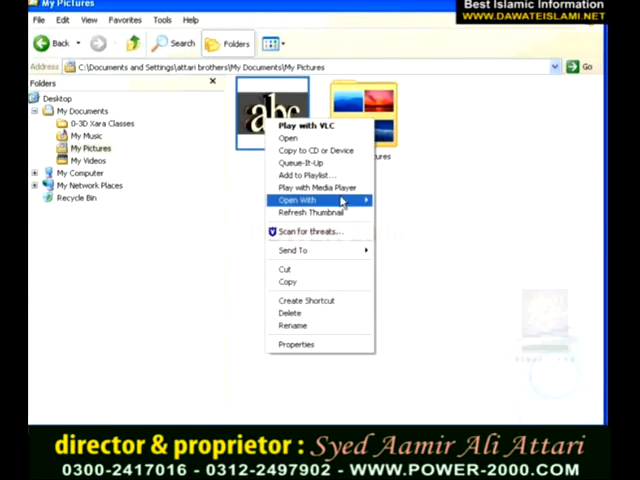 My Pictures
Best Islamic Information
WWW.DAWATEISLAMI.NET
File Edit View Favorites Tools Help
Back Search Folders
Address C:\Documents and Settings\attari brothers\My Documents\My Pictures Go
Folders
Desktop
My Documents
0-3D Xara Classes
My Music
My Pictures
My Videos
My Computer
My Network Places
Recycle Bin
abc
Play with VLC
Open
Copy to CD or Device
Queue-It-Up
Add to Playlist...
Play with Media Player
Open With
Refresh Thumbnail
Scan for threats...
Send To
Cut
Copy
Create Shortcut
Delete
Rename
Properties
director & proprietor : Syed Aamir Ali Attari
0300-2417016 - 0312-2497902 - WWW.POWER-2000.COM